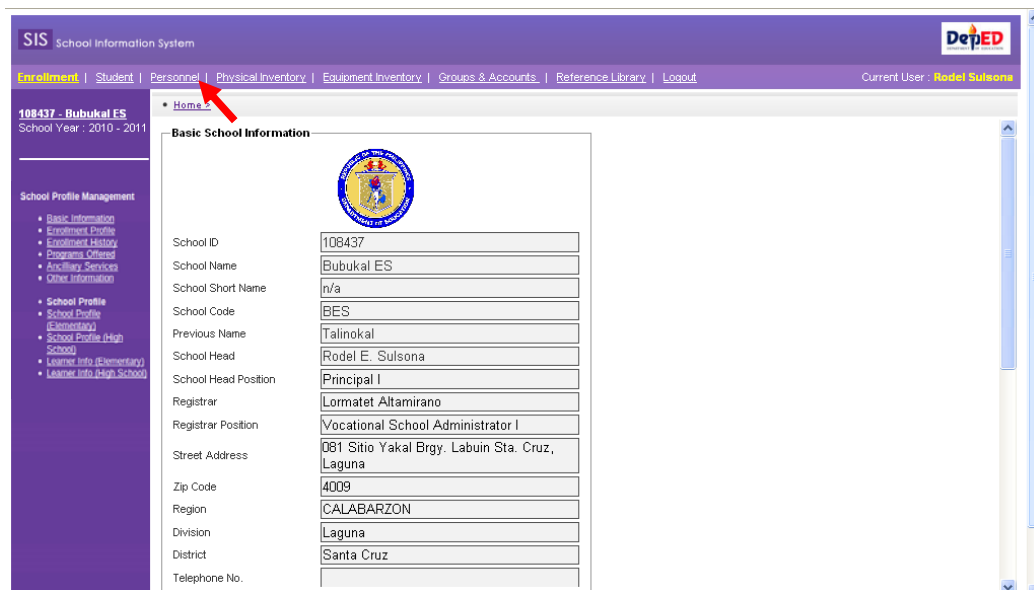 SIS School Information System
DepED
DEPARTMENT OF EDUCATION
Enrollment | Student | Personnel | Physical Inventory | Equipment Inventory | Groups & Accounts | Reference Library | Logout
Current User : Rodel Sulsona
108437 - Bubukal ES
School Year : 2010 - 2011
School Profile Management
• Basic Information
• Enrollment Profile
• Enrollment History
• Programs Offered
• Ancilliary Services
• Other Information
• School Profile
• School Profile
(Elementary)
• School Profile (High
School)
• Learner Info (Elementary)
• Learner Info (High School)
• Home >
Basic School Information
School ID 108437
School Name Bubukal ES
School Short Name n/a
School Code BES
Previous Name Talinokal
School Head Rodel E. Sulsona
School Head Position Principal I
Registrar Lormatet Altamirano
Registrar Position Vocational School Administrator I
Street Address 081 Sitio Yakal Brgy. Labuin Sta. Cruz,
Laguna
Zip Code 4009
Region CALABARZON
Division Laguna
District Santa Cruz
Telephone No.